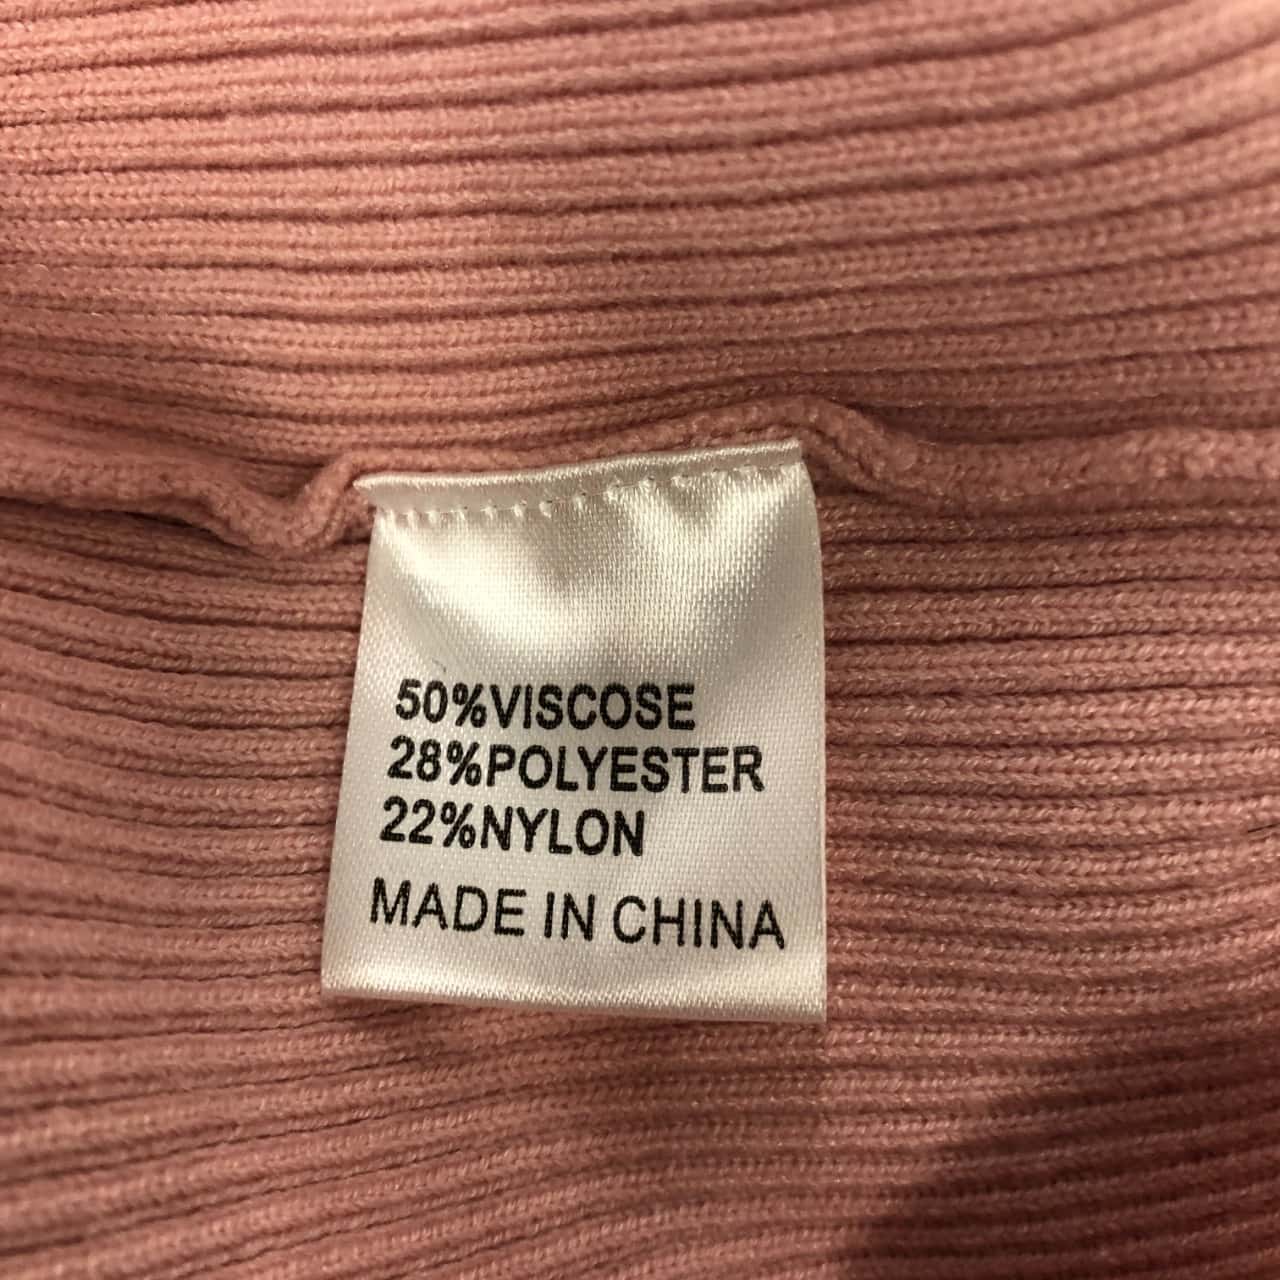 50%VISCOSE
28%POLYESTER
22%NYLON
MADE IN CHINA